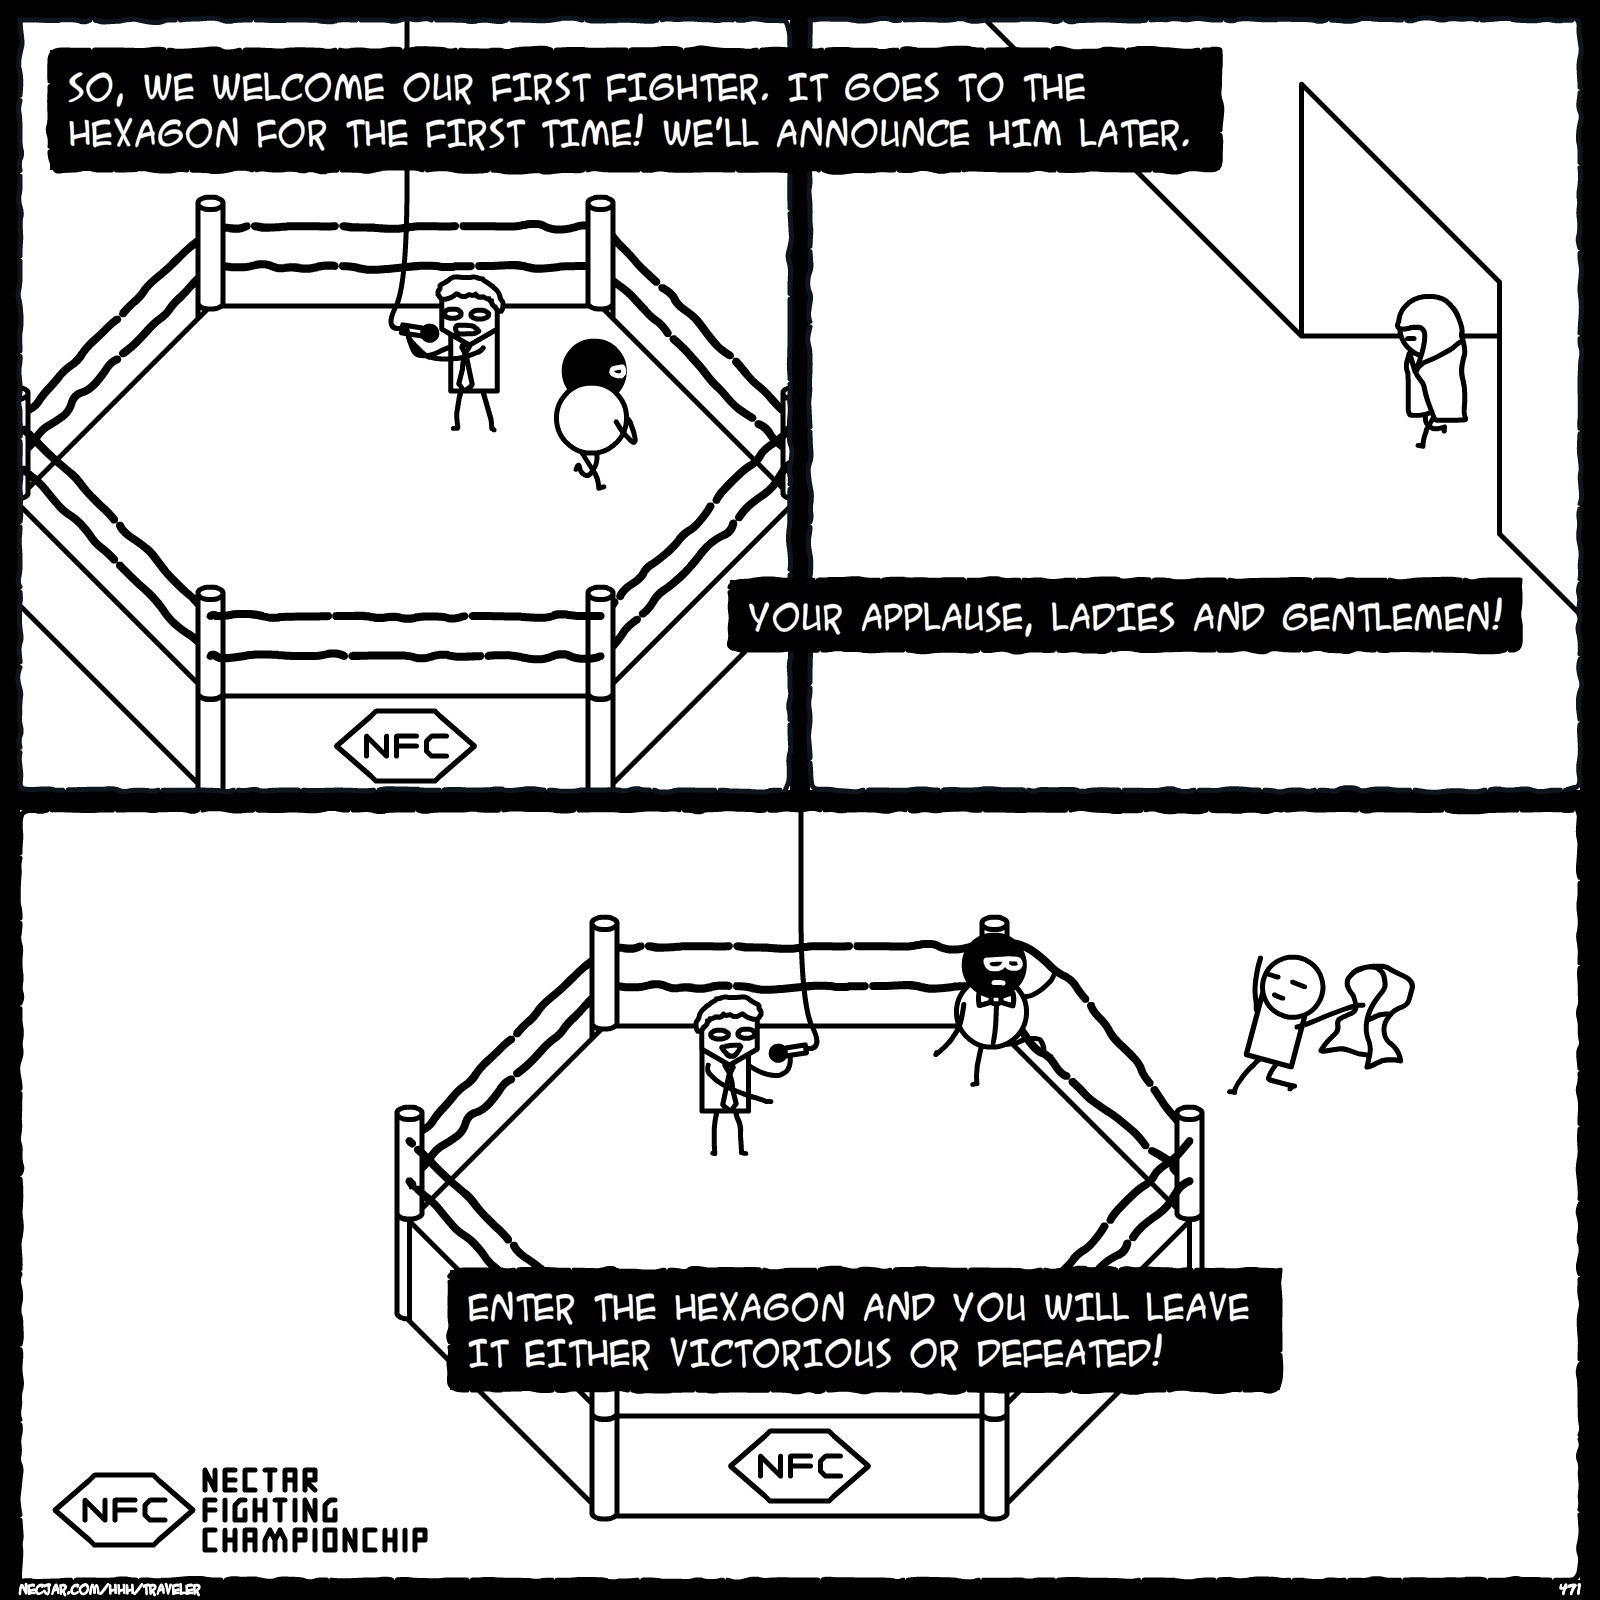 SO, WE WELCOME OUR FIRST FIGHTER. IT GOES TO THE
HEXAGON FOR THE FIRST TIME! WE'LL ANNOUNCE HIM LATER.
YOUR APPLAUSE, LADIES AND GENTLEMEN!
NFC
ENTER THE HEXAGON AND YOU WILL LEAVE
IT EITHER VICTORIOUS OR DEFEATED!
NFC
NFC
NECTAR
FIGHTING
CHAMPIONCHIP
NECJAR.COM/HHH/TRAVELER
471